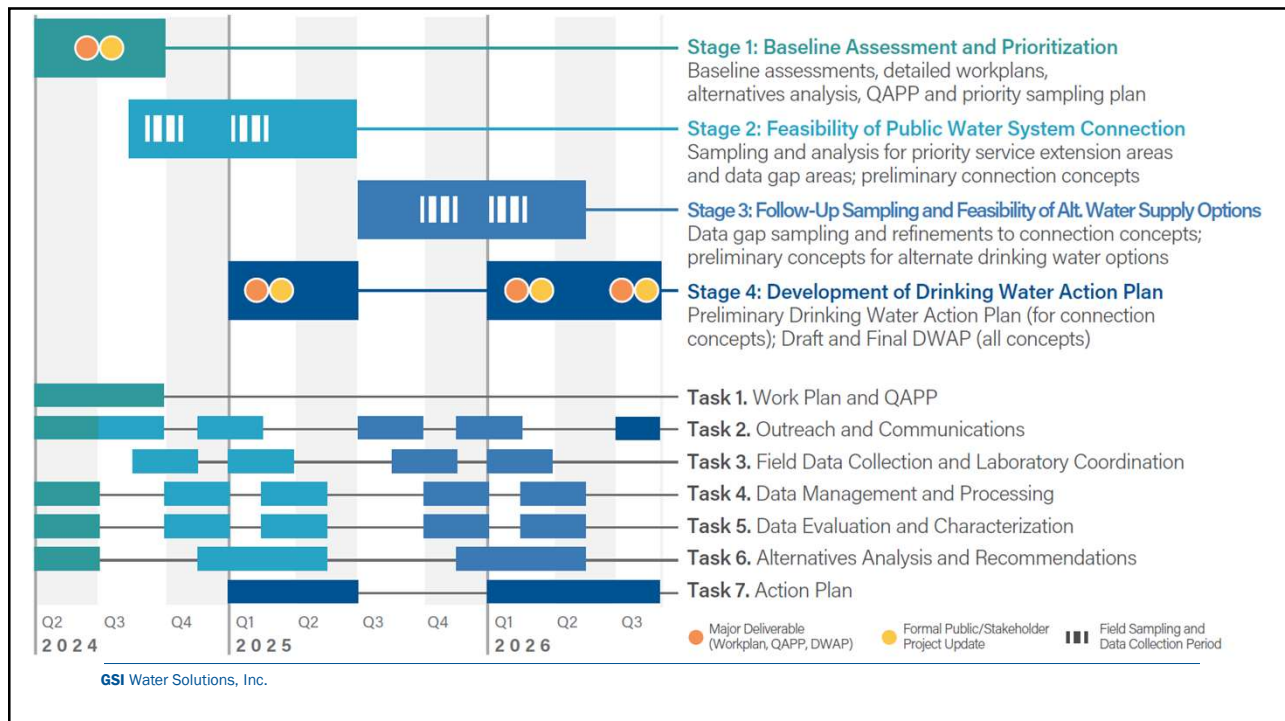 Stage 1: Baseline Assessment and Prioritization
Baseline assessments, detailed workplans,
alternatives analysis, QAPP and priority sampling plan
Stage 2: Feasibility of Public Water System Connection
Sampling and analysis for priority service extension areas
and data gap areas; preliminary connection concepts
Stage 3: Follow-Up Sampling and Feasibility of Alt. Water Supply Options
Data gap sampling and refinements to connection concepts;
preliminary concepts for alternate drinking water options
Stage 4: Development of Drinking Water Action Plan
Preliminary Drinking Water Action Plan (for connection
concepts); Draft and Final DWAP (all concepts)
Task 1. Work Plan and QAPP
Task 2. Outreach and Communications
Task 3. Field Data Collection and Laboratory Coordination
Task 4. Data Management and Processing
Task 5. Data Evaluation and Characterization
Task 6. Alternatives Analysis and Recommendations
Task 7. Action Plan
Q2 Q3 Q4 Q1 Q2 Q3 Q4 Q1 Q2 Q3
2024 2025 2026
Major Deliverable
(Workplan, QAPP, DWAP)
Formal Public/Stakeholder
Project Update
Field Sampling and
Data Collection Period
GSI Water Solutions, Inc.